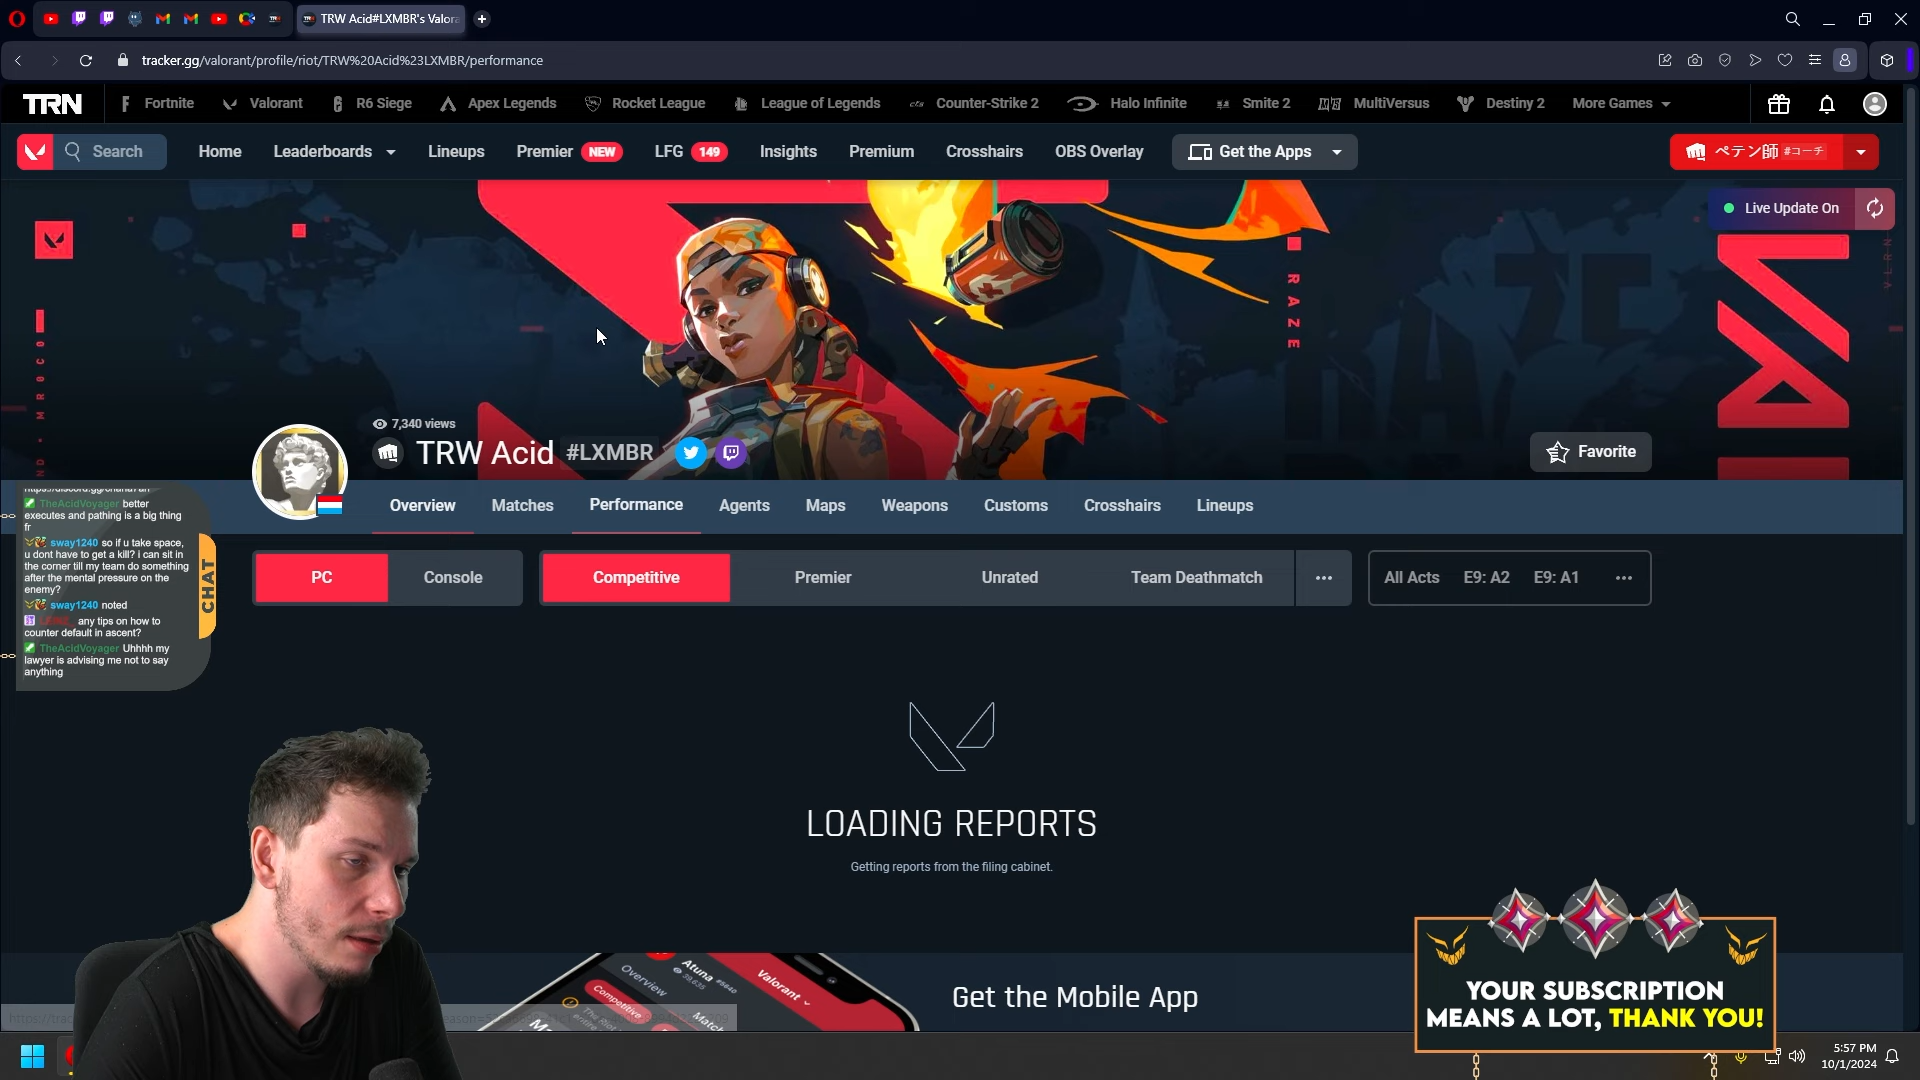 TRW Acid#LXMBR's Valora
tracker.gg/valorant/profile/riot/TRW%20Acid%23LXMBR/performance
TRN Fortnite Valorant R6 Siege Apex Legends Rocket League League of Legends Counter-Strike 2 Halo Infinite Smite 2 MultiVersus Destiny 2 More Games
Search Home Leaderboards Lineups Premier NEW LFG 149 Insights Premium Crosshairs OBS Overlay Get the Apps ペテン師 #コーチ
Live Update On
RAZE
7,340 views
TRW Acid #LXMBR
Favorite
Overview Matches Performance Agents Maps Weapons Customs Crosshairs Lineups
TheAcidVoyager better
executes and pathing is a big thing
fr
sway1240 so if u take space,
u dont have to get a kill? i can sit in
the corner till my team do something
after the mental pressure on the
enemy?
sway1240 noted
any tips on how to
counter default in ascent?
TheAcidVoyager Uhhhh my
lawyer is advising me not to say
anything
CHAT
PC Console Competitive Premier Unrated Team Deathmatch All Acts E9: A2 E9: A1
LOADING REPORTS
Getting reports from the filing cabinet.
Atuna
Valorant
Overview
Competitive
Get the Mobile App
YOUR SUBSCRIPTION
MEANS A LOT, THANK YOU!
5:57 PM
10/1/2024